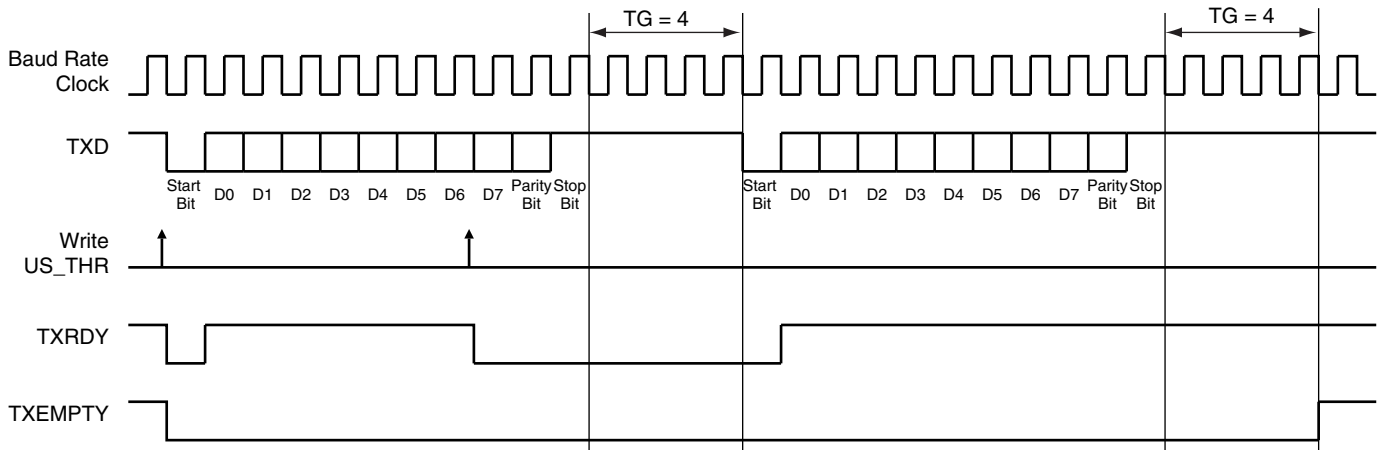 TG = 4
TG = 4
Baud Rate
Clock
TXD
Start
Bit
D0
D1
D2
D3
D4
D5
D6
D7
Parity
Bit
Stop
Bit
Start
Bit
D0
D1
D2
D3
D4
D5
D6
D7
Parity
Bit
Stop
Bit
Write
US_THR
TXRDY
TXEMPTY